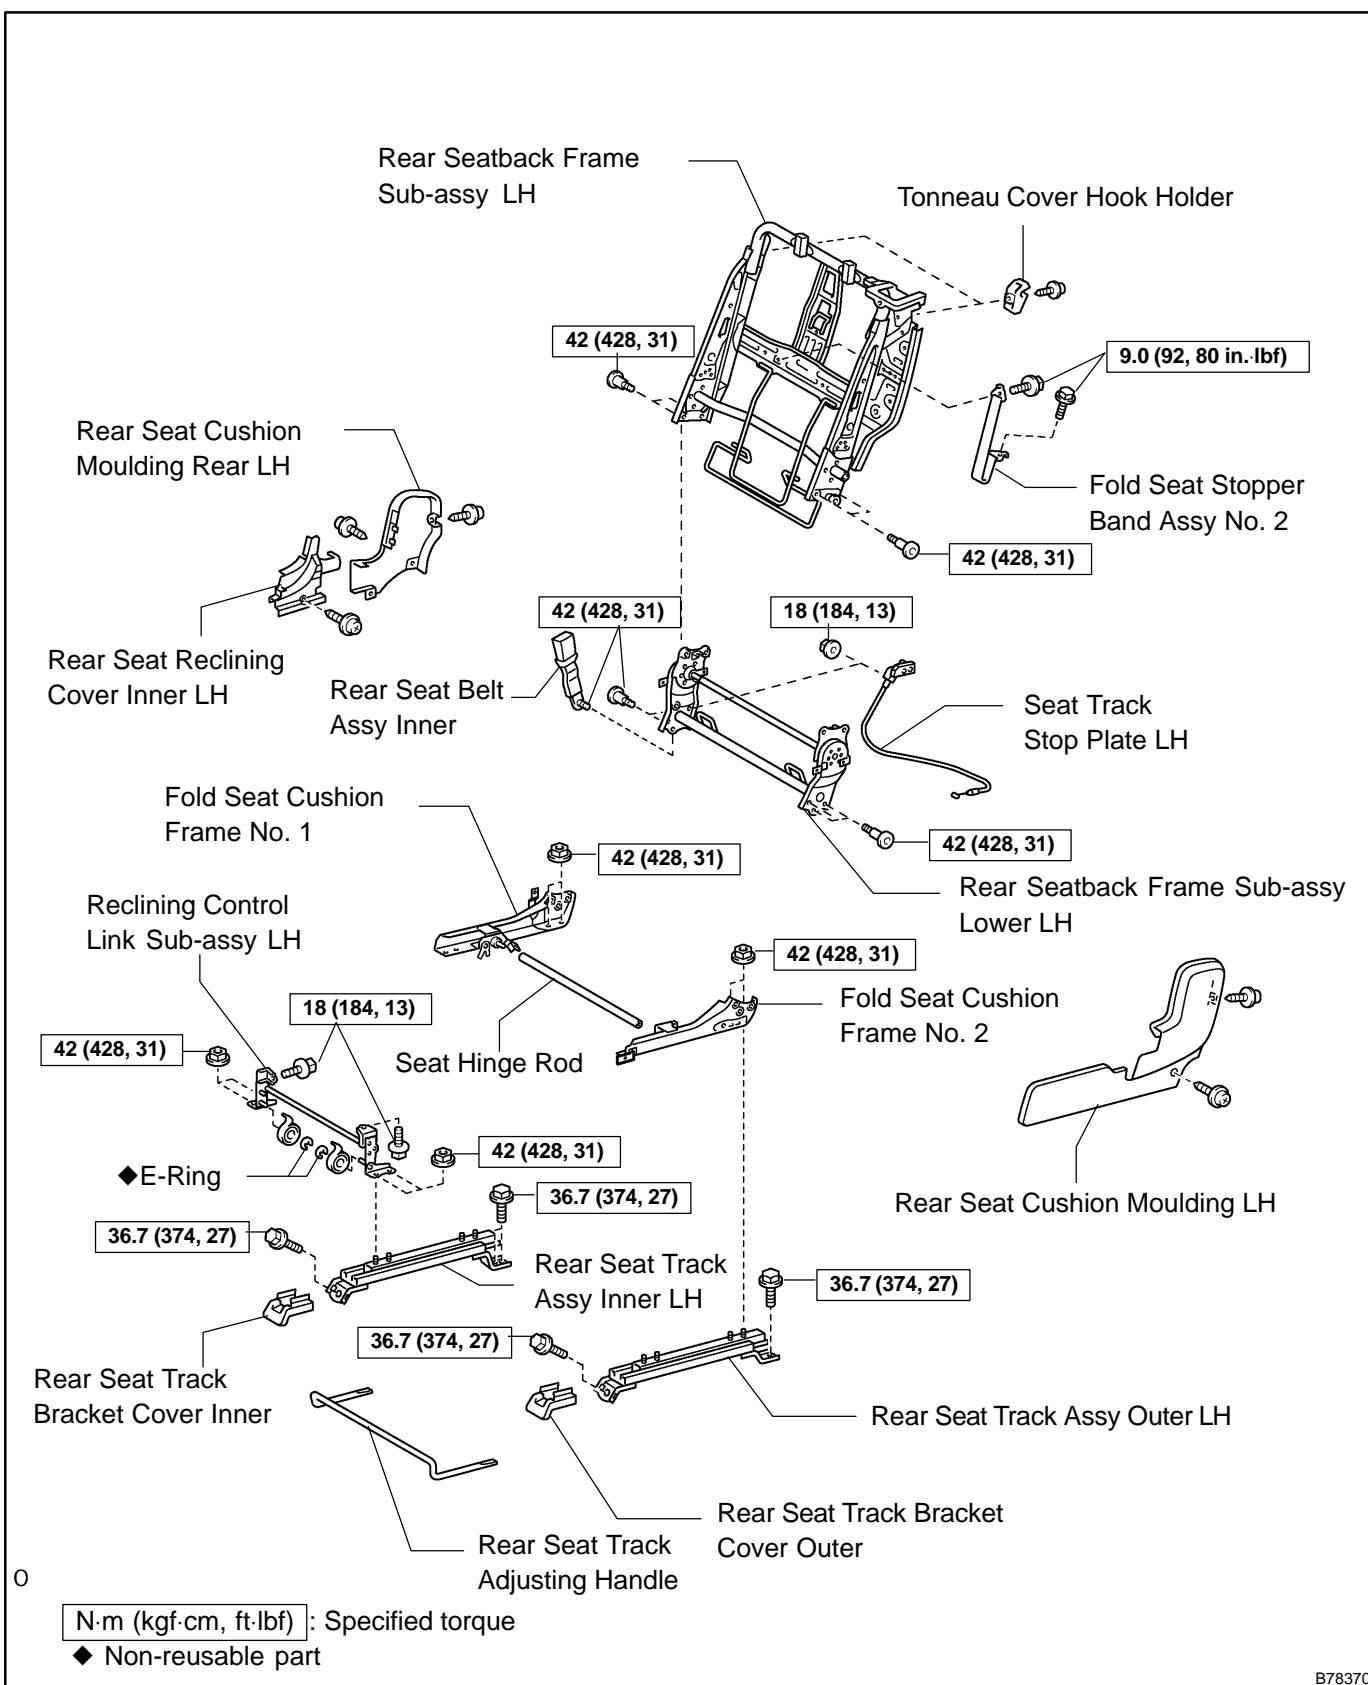 Rear Seatback Frame
Sub-assy LH
Tonneau Cover Hook Holder
42 (428, 31)
9.0 (92, 80 in.·lbf)
Rear Seat Cushion
Moulding Rear LH
Fold Seat Stopper
Band Assy No. 2
42 (428, 31)
42 (428, 31)
18 (184, 13)
Rear Seat Reclining
Cover Inner LH
Rear Seat Belt
Assy Inner
Seat Track
Stop Plate LH
Fold Seat Cushion
Frame No. 1
42 (428, 31)
42 (428, 31)
Rear Seatback Frame Sub-assy
Lower LH
Reclining Control
Link Sub-assy LH
42 (428, 31)
Fold Seat Cushion
Frame No. 2
18 (184, 13)
42 (428, 31)
Seat Hinge Rod
42 (428, 31)
◆E-Ring
36.7 (374, 27)
Rear Seat Cushion Moulding LH
36.7 (374, 27)
Rear Seat Track
Assy Inner LH
36.7 (374, 27)
36.7 (374, 27)
Rear Seat Track
Bracket Cover Inner
Rear Seat Track Assy Outer LH
Rear Seat Track Bracket
Cover Outer
Rear Seat Track
Adjusting Handle
O
N·m (kgf·cm, ft·lbf) : Specified torque
◆ Non-reusable part
B78370